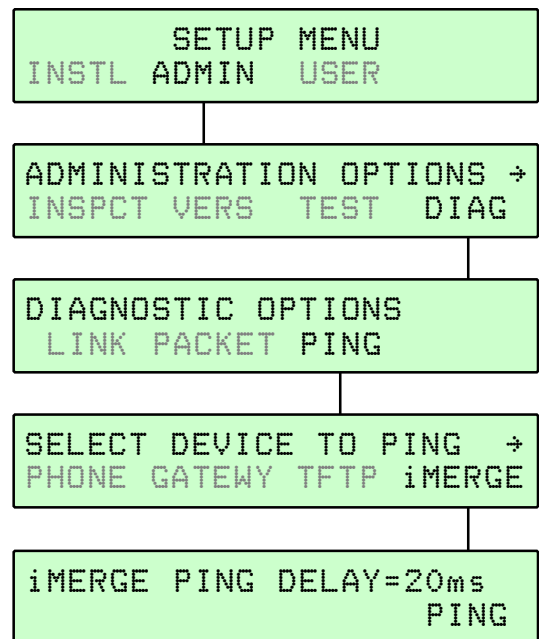 SETUP MENU
INSTL ADMIN USER
ADMINISTRATION OPTIONS →
INSPCT VERS TEST DIAG
DIAGNOSTIC OPTIONS
LINK PACKET PING
SELECT DEVICE TO PING →
PHONE GATEWY TFTP iMERGE
iMERGE PING DELAY=20ms
PING